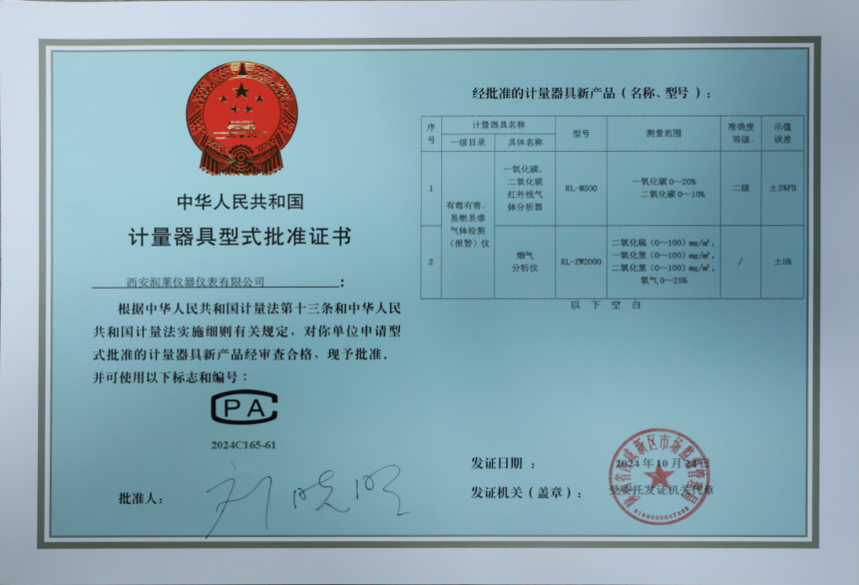 中华人民共和国
计量器具型式批准证书
西安润莱仪器仪表有限公司：
根据中华人民共和国计量法第十三条和中华人民
共和国计量法实施细则有关规定，对你单位申请型
式批准的计量器具新产品经审查合格，现予批准，
并可使用以下标志和编号：
CPA
2024C165-61
批准人：
经批准的计量器具新产品（名称、型号）：
序号 计量器具名称 型号 测量范围 准确度等级 示值误差
一级目录 具体名称
有毒有害、
易燃易爆
气体检测
（报警）仪
1 一氧化碳、 RL-M500 一氧化碳 0～20% 二级 ±2%FS
二氧化碳 二氧化碳 0～10%
红外线气
体分析器
2 烟气 RL-ZW2000 二氧化硫（0～100）mg/m³， / ±5%
分析仪 一氧化氮（0～100）mg/m³，
二氧化氮（0～100）mg/m³，
氧气 0～25%
以下空白
发证日期：2024年10月24日
发证机关（盖章）：受委托发证机关代章